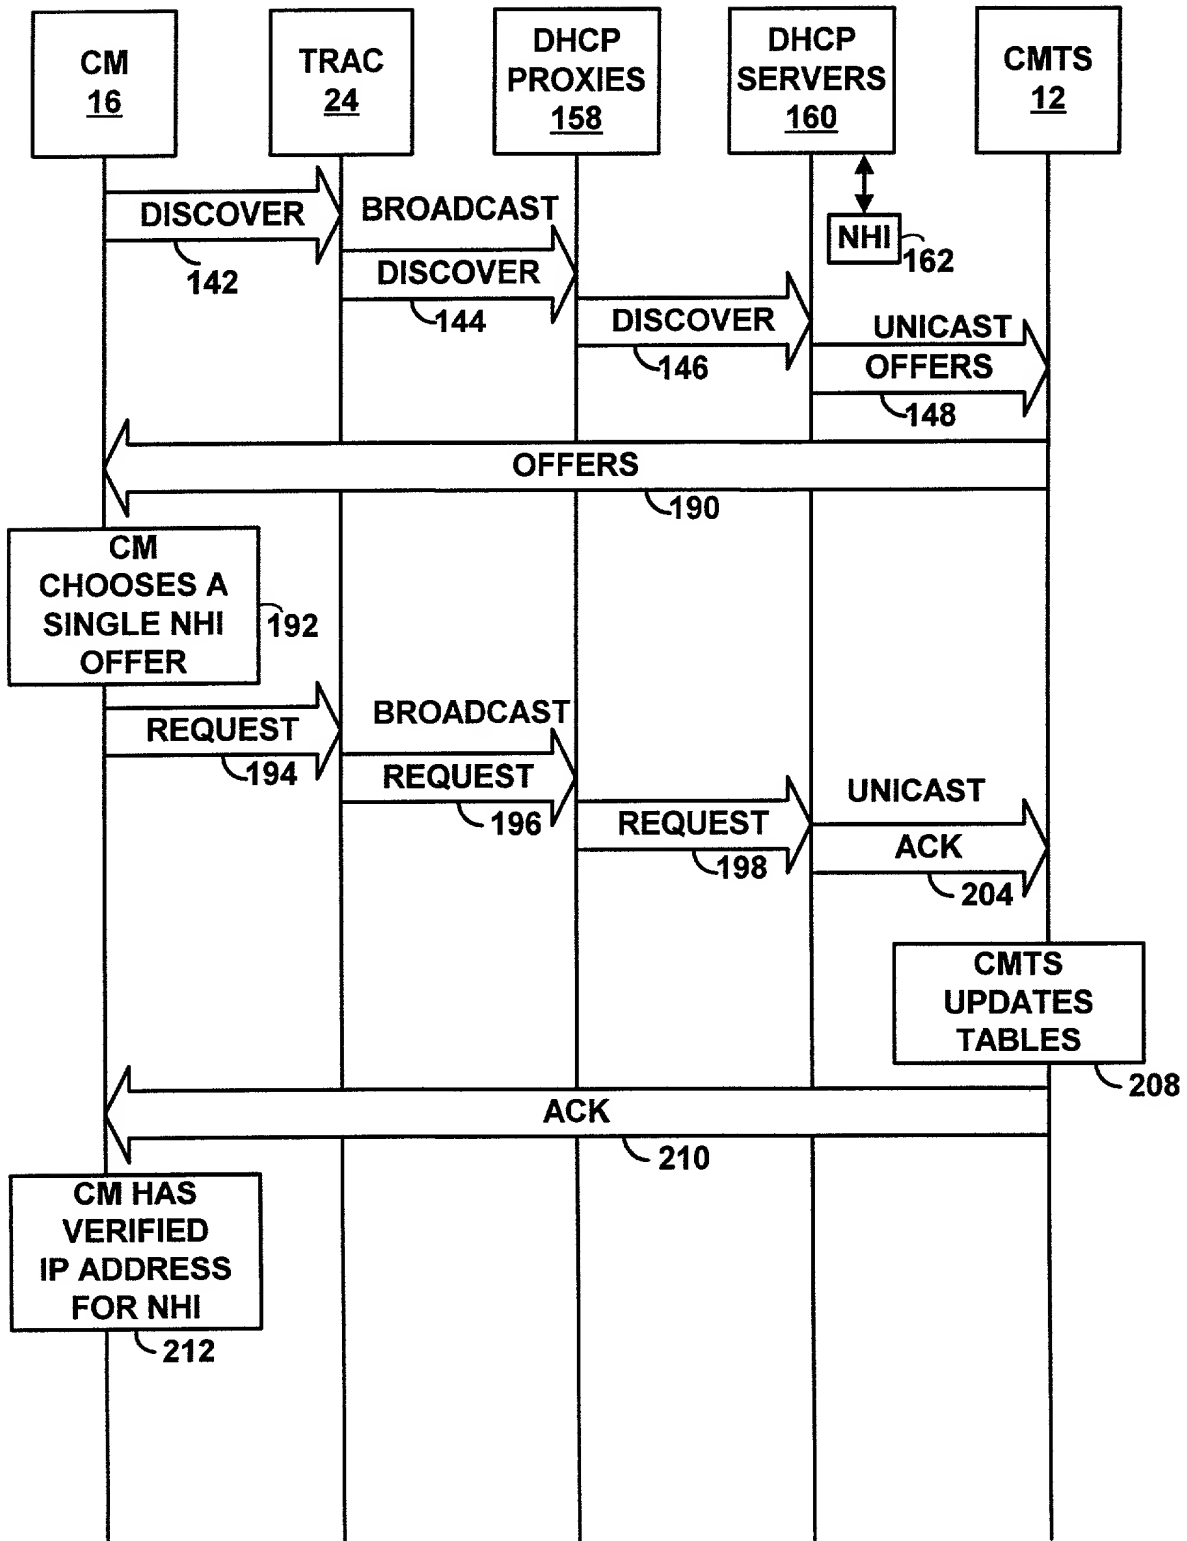 CM
16
TRAC
24
DHCP
PROXIES
158
DHCP
SERVERS
160
CMTS
12
DISCOVER
142
BROADCAST
DISCOVER
144
NHI
162
DISCOVER
146
UNICAST
OFFERS
148
OFFERS
190
CM
CHOOSES A
SINGLE NHI
OFFER
192
REQUEST
194
BROADCAST
REQUEST
196
REQUEST
198
UNICAST
ACK
204
CMTS
UPDATES
TABLES
208
ACK
210
CM HAS
VERIFIED
IP ADDRESS
FOR NHI
212